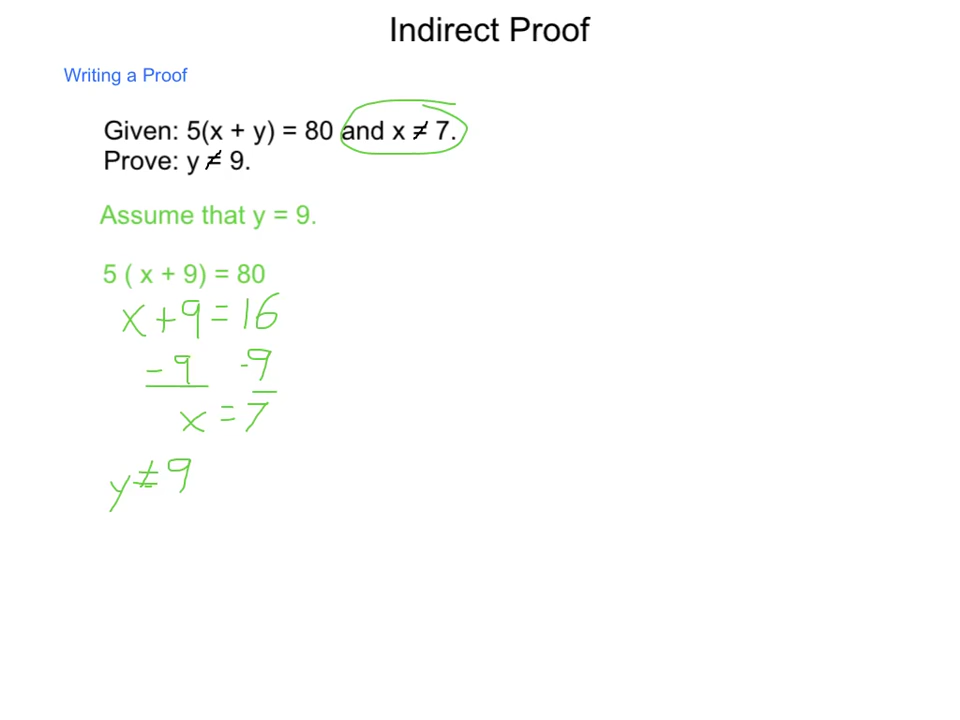 Indirect Proof
Writing a Proof
Given: 5(x + y) = 80 and x ≠ 7.
Prove: y ≠ 9.
Assume that y = 9.
5 ( x + 9) = 80
x + 9 = 16
- 9 -9
x = 7
y ≠ 9